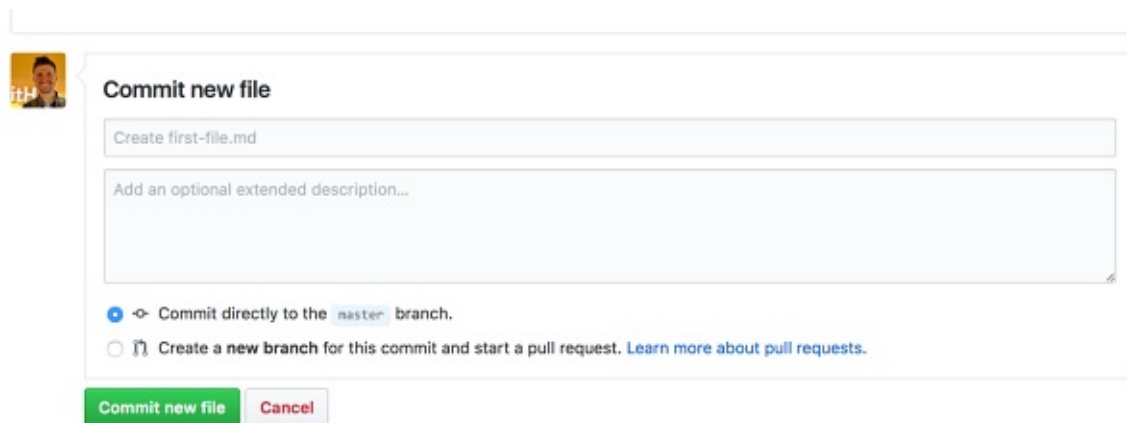 itH
Commit new file
Create first-file.md
Add an optional extended description...
Commit directly to the master branch.
Create a new branch for this commit and start a pull request. Learn more about pull requests.
Commit new file Cancel